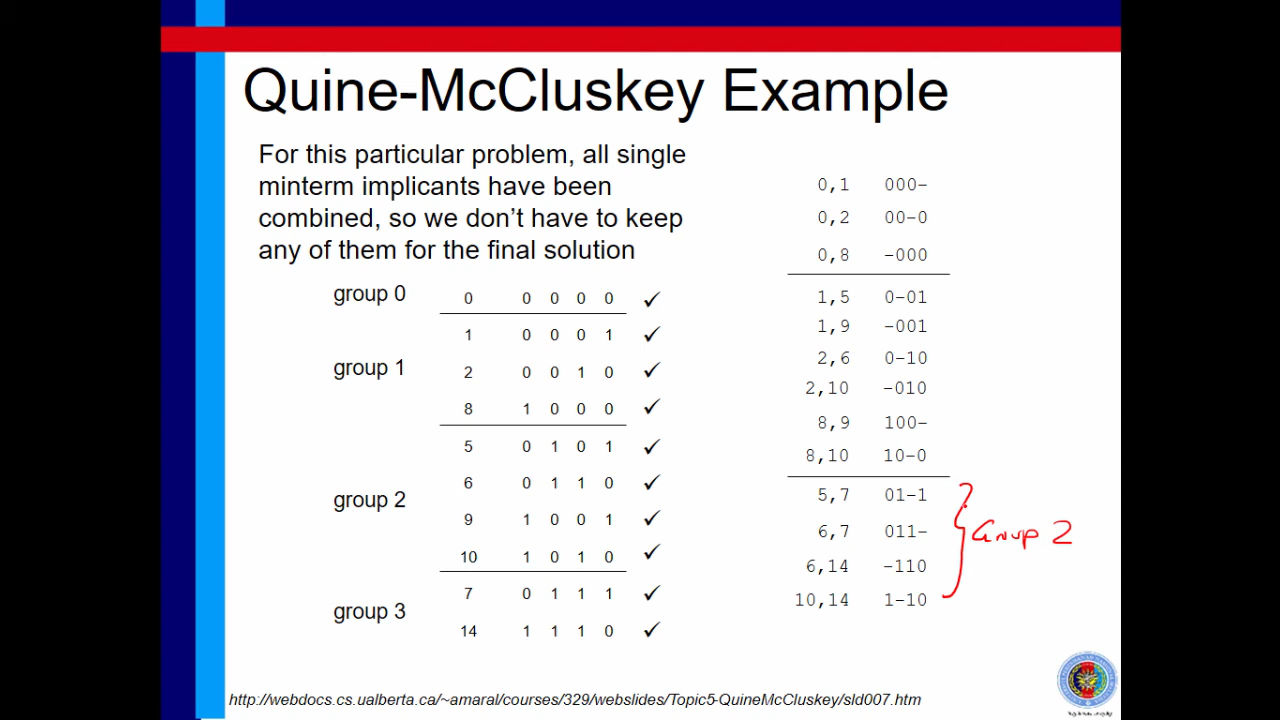 Quine-McCluskey Example
For this particular problem, all single
minterm implicants have been
combined, so we don't have to keep
any of them for the final solution
group 0
0 0 0 0 0 ✓
group 1
1 0 0 0 1 ✓
2 0 0 1 0 ✓
8 1 0 0 0 ✓
group 2
5 0 1 0 1 ✓
6 0 1 1 0 ✓
9 1 0 0 1 ✓
10 1 0 1 0 ✓
group 3
7 0 1 1 1 ✓
14 1 1 1 0 ✓
0,1 000-
0,2 00-0
0,8 -000
1,5 0-01
1,9 -001
2,6 0-10
2,10 -010
8,9 100-
8,10 10-0
5,7 01-1
6,7 011-
6,14 -110
10,14 1-10
Group 2
http://webdocs.cs.ualberta.ca/~amaral/courses/329/webslides/Topic5-QuineMcCluskey/sld007.htm